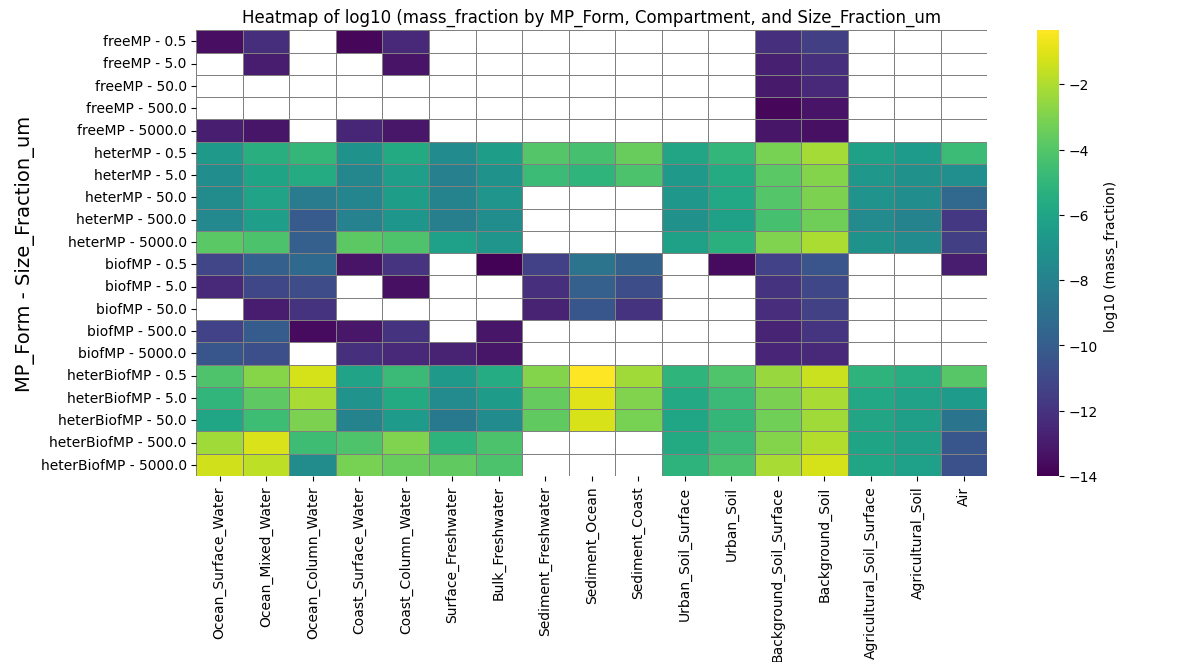 Heatmap of log10 (mass_fraction by MP_Form, Compartment, and Size_Fraction_um
MP_Form - Size_Fraction_um
freeMP - 0.5
freeMP - 5.0
freeMP - 50.0
freeMP - 500.0
freeMP - 5000.0
heterMP - 0.5
heterMP - 5.0
heterMP - 50.0
heterMP - 500.0
heterMP - 5000.0
biofMP - 0.5
biofMP - 5.0
biofMP - 50.0
biofMP - 500.0
biofMP - 5000.0
heterBiofMP - 0.5
heterBiofMP - 5.0
heterBiofMP - 50.0
heterBiofMP - 500.0
heterBiofMP - 5000.0
Ocean_Surface_Water
Ocean_Mixed_Water
Ocean_Column_Water
Coast_Surface_Water
Coast_Column_Water
Surface_Freshwater
Bulk_Freshwater
Sediment_Freshwater
Sediment_Ocean
Sediment_Coast
Urban_Soil_Surface
Urban_Soil
Background_Soil_Surface
Background_Soil
Agricultural_Soil_Surface
Agricultural_Soil
Air
−2
−4
−6
−8
−10
−12
−14
log10 (mass_fraction)